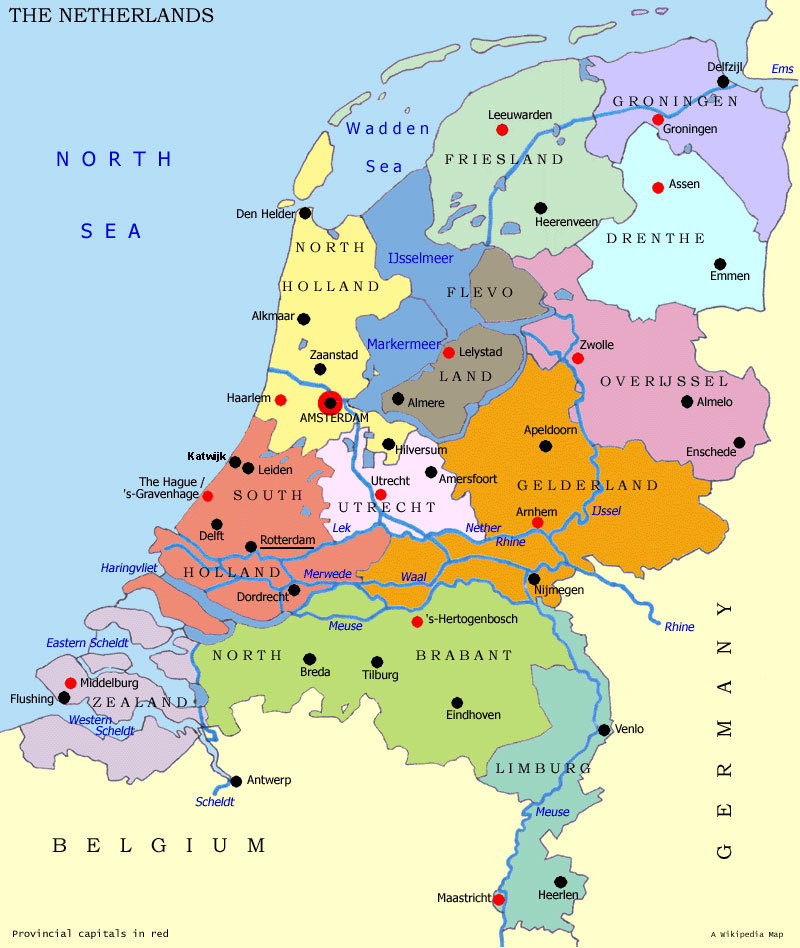 THE NETHERLANDS
Delfzijl
Ems
GRONINGEN
Leeuwarden
Groningen
Wadden
Sea
NORTH
SEA
FRIESLAND
Assen
Den Helder
Heerenveen
DRENTHE
NORTH
HOLLAND
IJsselmeer
Emmen
FLEVO
LAND
Alkmaar
Markermeer
Zaanstad
Lelystad
Zwolle
OVERIJSSEL
Haarlem
Almere
Almelo
AMSTERDAM
Apeldoorn
Hilversum
Enschede
Katwijk
Leiden
Amersfoort
The Hague /
's-Gravenhage
SOUTH
HOLLAND
Utrecht
UTRECHT
GELDERLAND
Delft
Lek
Nether
Rhine
Arnhem
IJssel
Rotterdam
Haringvliet
Merwede
Waal
Dordrecht
Nijmegen
Meuse
's-Hertogenbosch
Rhine
Eastern Scheldt
NORTH
BRABANT
Breda
Tilburg
Middelburg
Flushing
ZEALAND
Western
Scheldt
Eindhoven
Venlo
GERMANY
LIMBURG
Antwerp
Scheldt
Meuse
BELGIUM
Maastricht
Heerlen
Provincial capitals in red
A Wikipedia Map